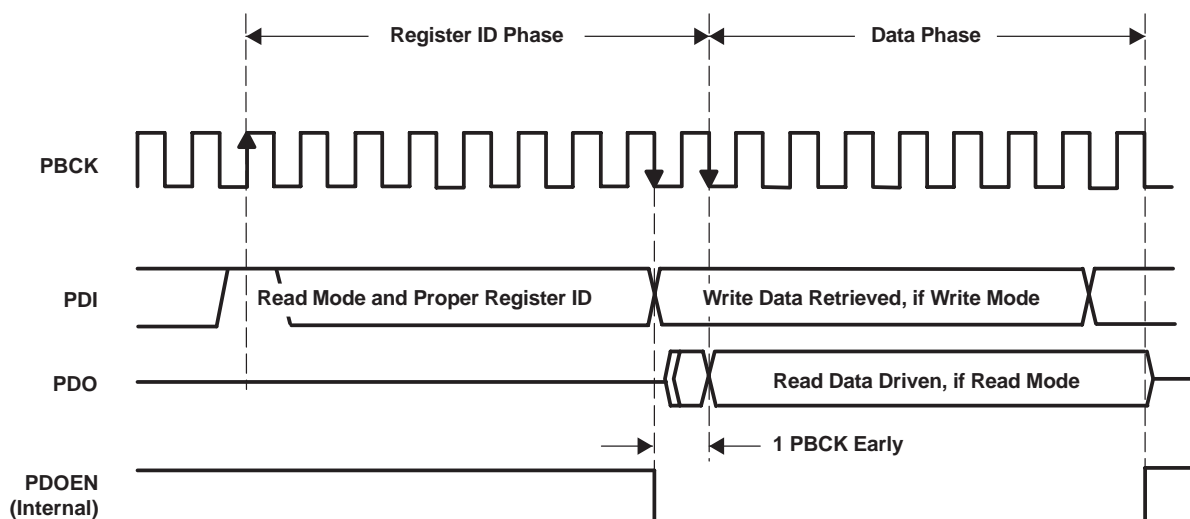 Register ID Phase
Data Phase
PBCK
PDI
Read Mode and Proper Register ID
Write Data Retrieved, if Write Mode
PDO
Read Data Driven, if Read Mode
1 PBCK Early
PDOEN
(Internal)